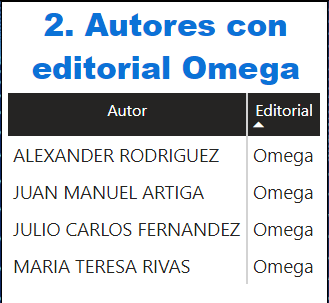 2. Autores con
editorial Omega
Autor Editorial
ALEXANDER RODRIGUEZ Omega
JUAN MANUEL ARTIGA Omega
JULIO CARLOS FERNANDEZ Omega
MARIA TERESA RIVAS Omega